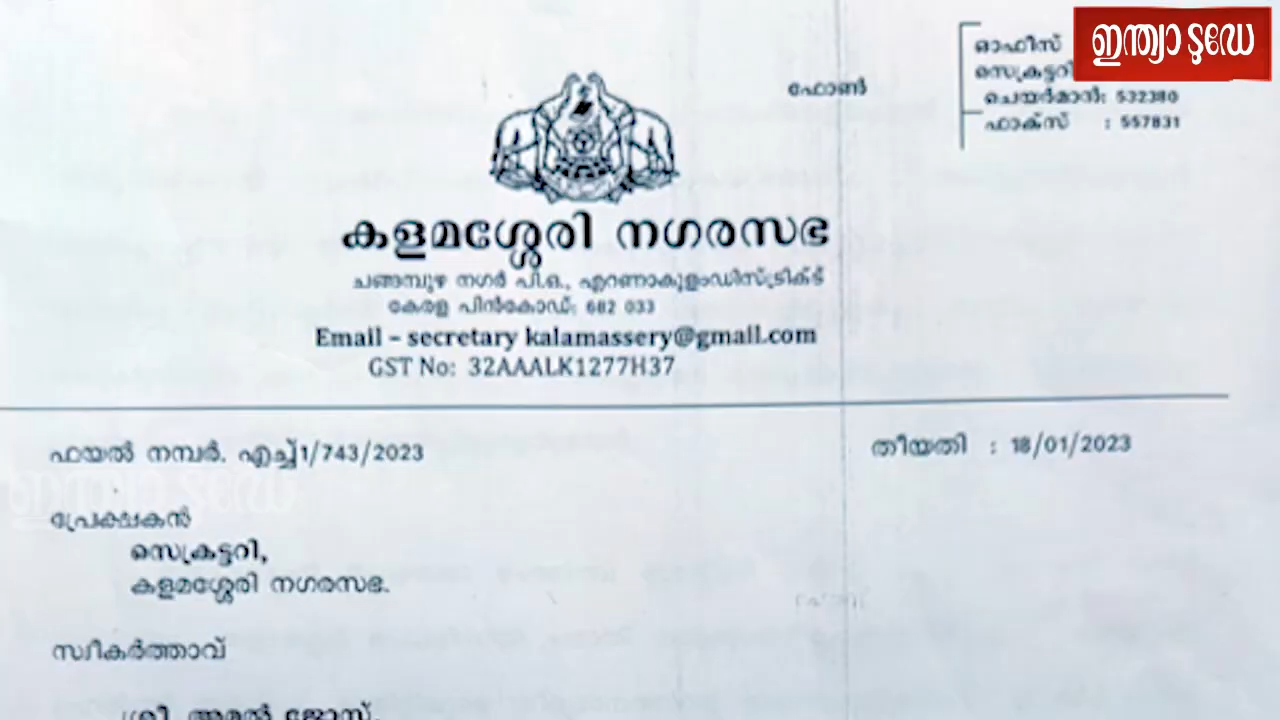 ഇന്ത്യാ ടുഡേ
ഓഫീസ്
സെക്രട്ടറി
ഫോൺ
ചെയർമാൻ: 532380
ഫാക്സ് : 557831
കളമശ്ശേരി നഗരസഭ
ചങ്ങമ്പുഴ നഗർ പി.ഒ., എറണാകുളംഡിസ്ട്രിക്ട്
കേരള പിൻകോഡ്: 682 033
Email – secretary kalamassery@gmail.com
GST No: 32AAALK1277H37
ഫയൽ നമ്പർ. എച്ച്1/743/2023
തീയതി : 18/01/2023
പ്രേക്ഷകൻ
സെക്രട്ടറി,
കളമശ്ശേരി നഗരസഭ.
സ്വീകർത്താവ്
ശ്രീ അമൽ ജോസ്,